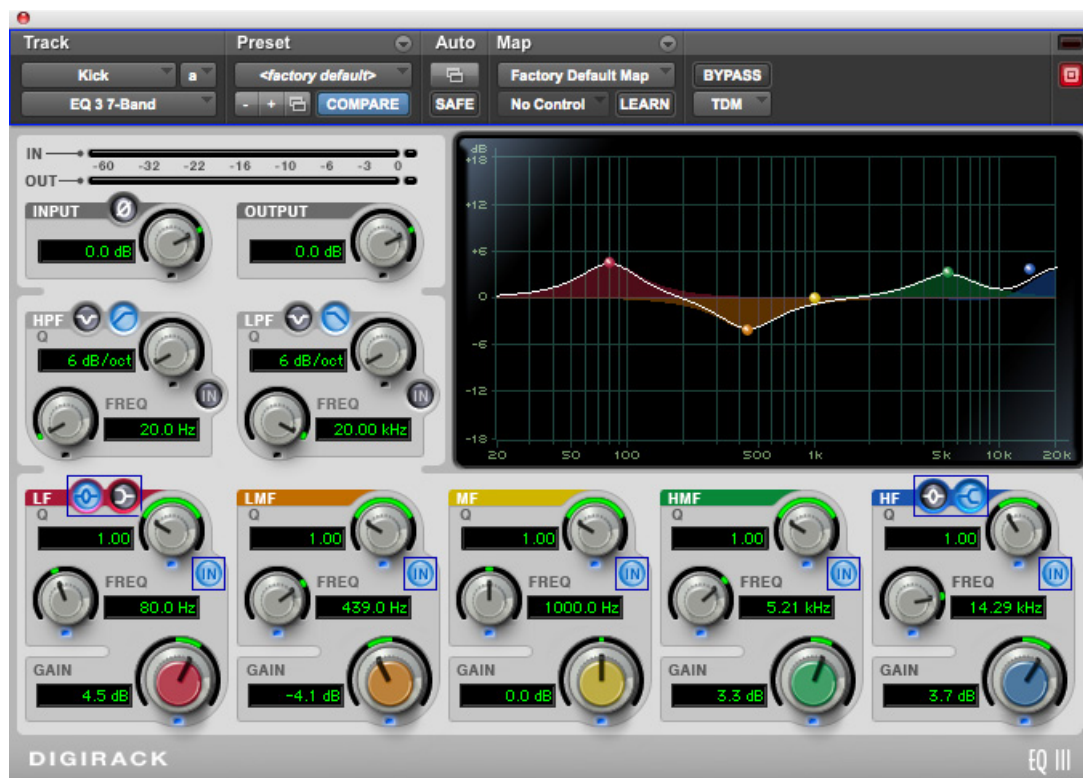 Track Preset Auto Map
Kick a <factory default> Factory Default Map BYPASS
EQ 3 7-Band - + COMPARE SAFE No Control LEARN TDM
IN
-60 -32 -22 -16 -10 -6 -3 0
OUT
INPUT Ø OUTPUT
0.0 dB 0.0 dB
HPF LPF
Q Q
6 dB/oct 6 dB/oct
IN IN
FREQ FREQ
20.0 Hz 20.00 kHz
dB
+18
+12
+6
0
-6
-12
-18
20 50 100 500 1k 5k 10k 20k
LF LMF MF HMF HF
Q Q Q Q Q
1.00 1.00 1.00 1.00 1.00
IN IN IN IN IN
FREQ FREQ FREQ FREQ FREQ
80.0 Hz 439.0 Hz 1000.0 Hz 5.21 kHz 14.29 kHz
GAIN GAIN GAIN GAIN GAIN
4.5 dB -4.1 dB 0.0 dB 3.3 dB 3.7 dB
DIGIRACK EQ III